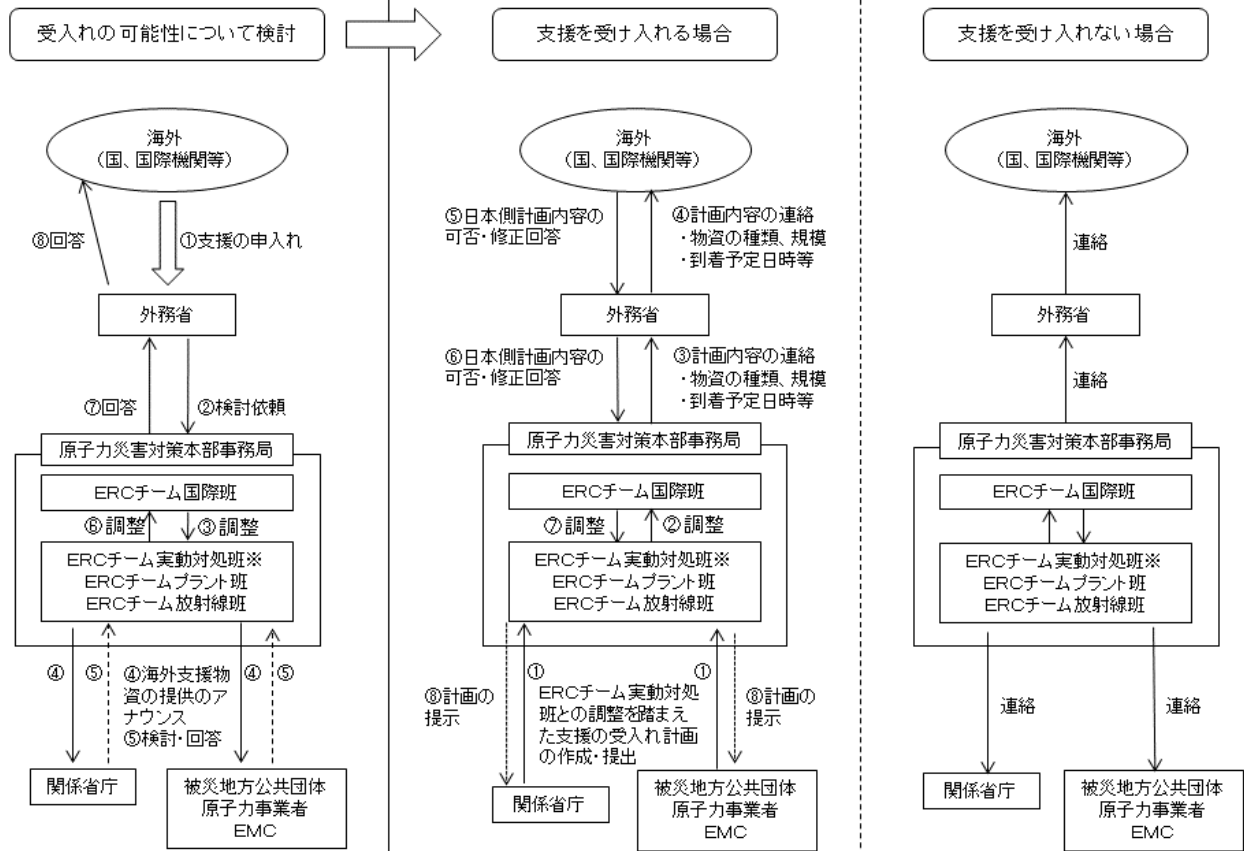 受入れの可能性について検討
海外
(国、国際機関等)
⑧回答
①支援の申入れ
外務省
⑦回答
②検討依頼
原子力災害対策本部事務局
ERCチーム国際班
⑥調整
③調整
ERCチーム実動対処班※
ERCチームプラント班
ERCチーム放射線班
④
⑤
④海外支援物
資の提供のア
ナウンス
⑤検討・回答
④
⑤
関係省庁
被災地方公共団体
原子力事業者
EMC
支援を受け入れる場合
海外
(国、国際機関等)
⑤日本側計画内容の
可否・修正回答
④計画内容の連絡
・物資の種類、規模
・到着予定日時等
外務省
⑥日本側計画内容の
可否・修正回答
③計画内容の連絡
・物資の種類、規模
・到着予定日時等
原子力災害対策本部事務局
ERCチーム国際班
⑦調整
②調整
ERCチーム実動対処班※
ERCチームプラント班
ERCチーム放射線班
⑧計画の
提示
①
ERCチーム実動対処
班との調整を踏まえ
た支援の受入れ計画
の作成・提出
①
⑧計画の
提示
関係省庁
被災地方公共団体
原子力事業者
EMC
支援を受け入れない場合
海外
(国、国際機関等)
連絡
外務省
連絡
原子力災害対策本部事務局
ERCチーム国際班
ERCチーム実動対処班※
ERCチームプラント班
ERCチーム放射線班
連絡
連絡
関係省庁
被災地方公共団体
原子力事業者
EMC